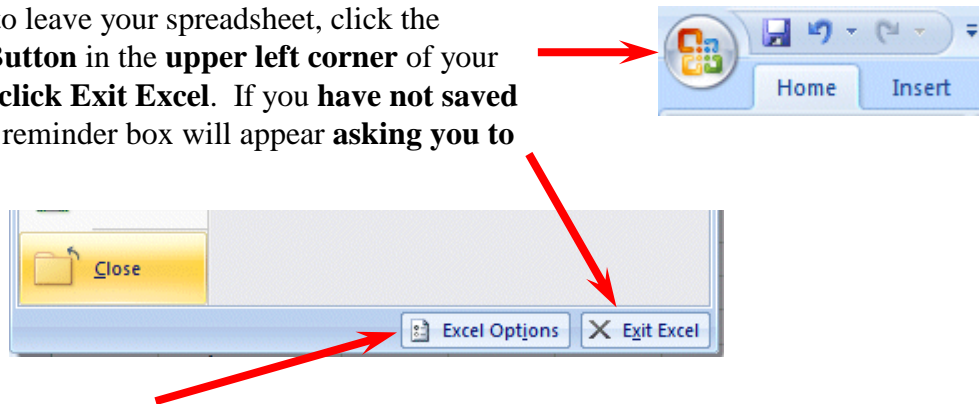 to leave your spreadsheet, click the
Button in the upper left corner of your
click Exit Excel. If you have not saved
reminder box will appear asking you to
Home Insert
Close
Excel Options Exit Excel